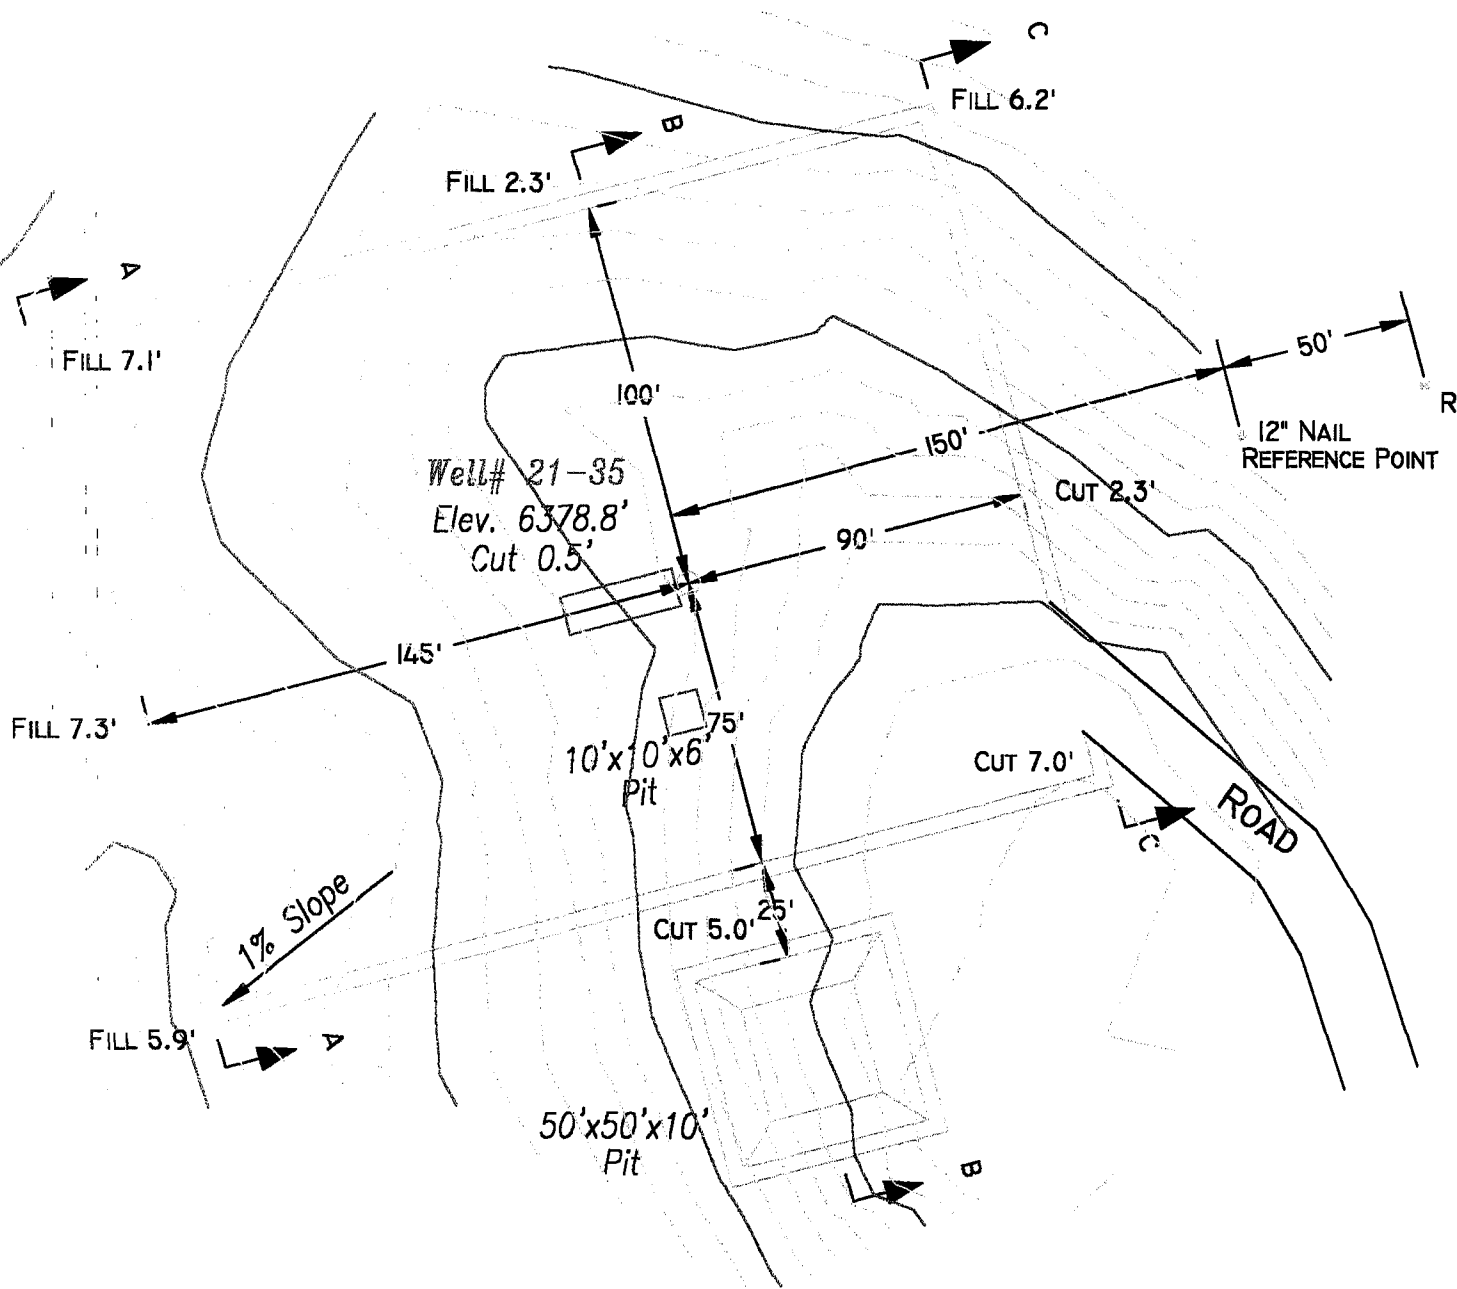 C
FILL 6.2'
B
FILL 2.3'
A
FILL 7.1'
50'
100'
R
12" NAIL
REFERENCE POINT
150'
Well# 21-35
Elev. 6378.8'
Cut 0.5'
CUT 2.3'
90'
145'
FILL 7.3'
75'
10'x10'x6'
Pit
CUT 7.0'
ROAD
C
1% Slope
25'
CUT 5.0'
FILL 5.9'
A
50'x50'x10'
Pit
B